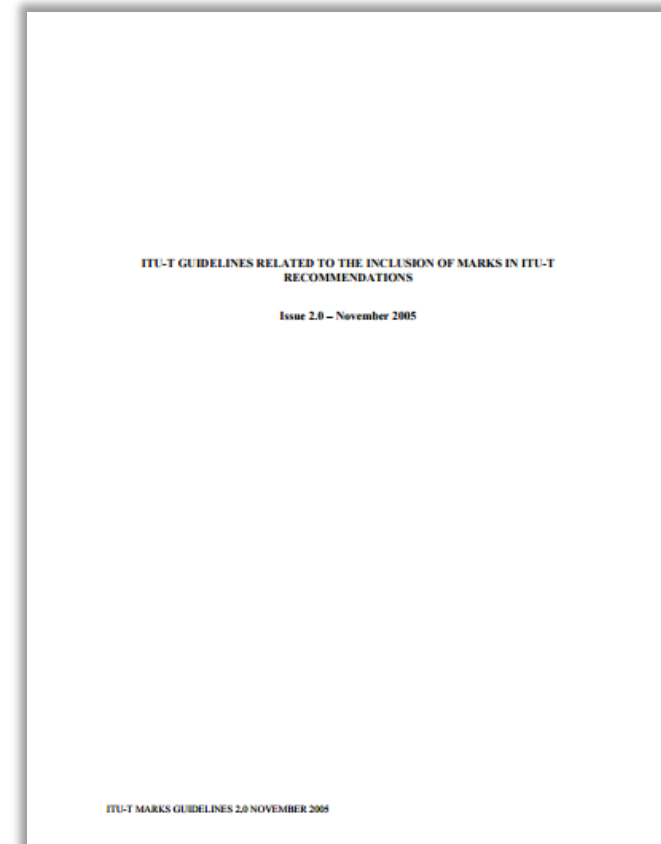 ITU-T GUIDELINES RELATED TO THE INCLUSION OF MARKS IN ITU-T
RECOMMENDATIONS
Issue 2.0 – November 2005
ITU-T MARKS GUIDELINES 2,0 NOVEMBER 2005